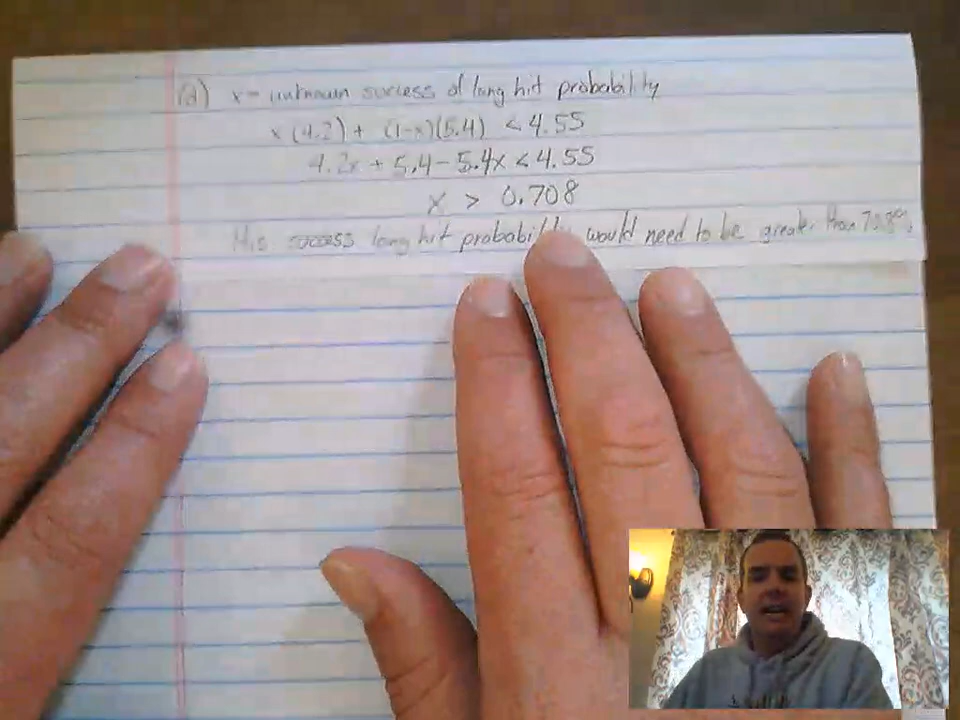 (d) x = unknown success of long hit probability
x(4.2) + (1-x)(5.4) < 4.55
4.2x + 5.4 - 5.4x < 4.55
x > 0.708
His success long hit probability would need to be greater than 70.8%.